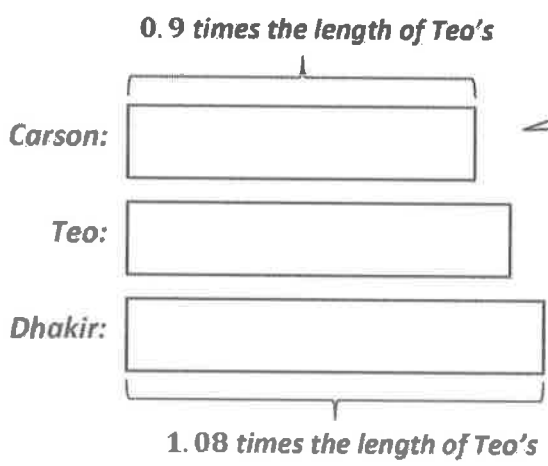 0.9 times the length of Teo's
Carson:
Teo:
Dhakir:
1.08 times the length of Teo's